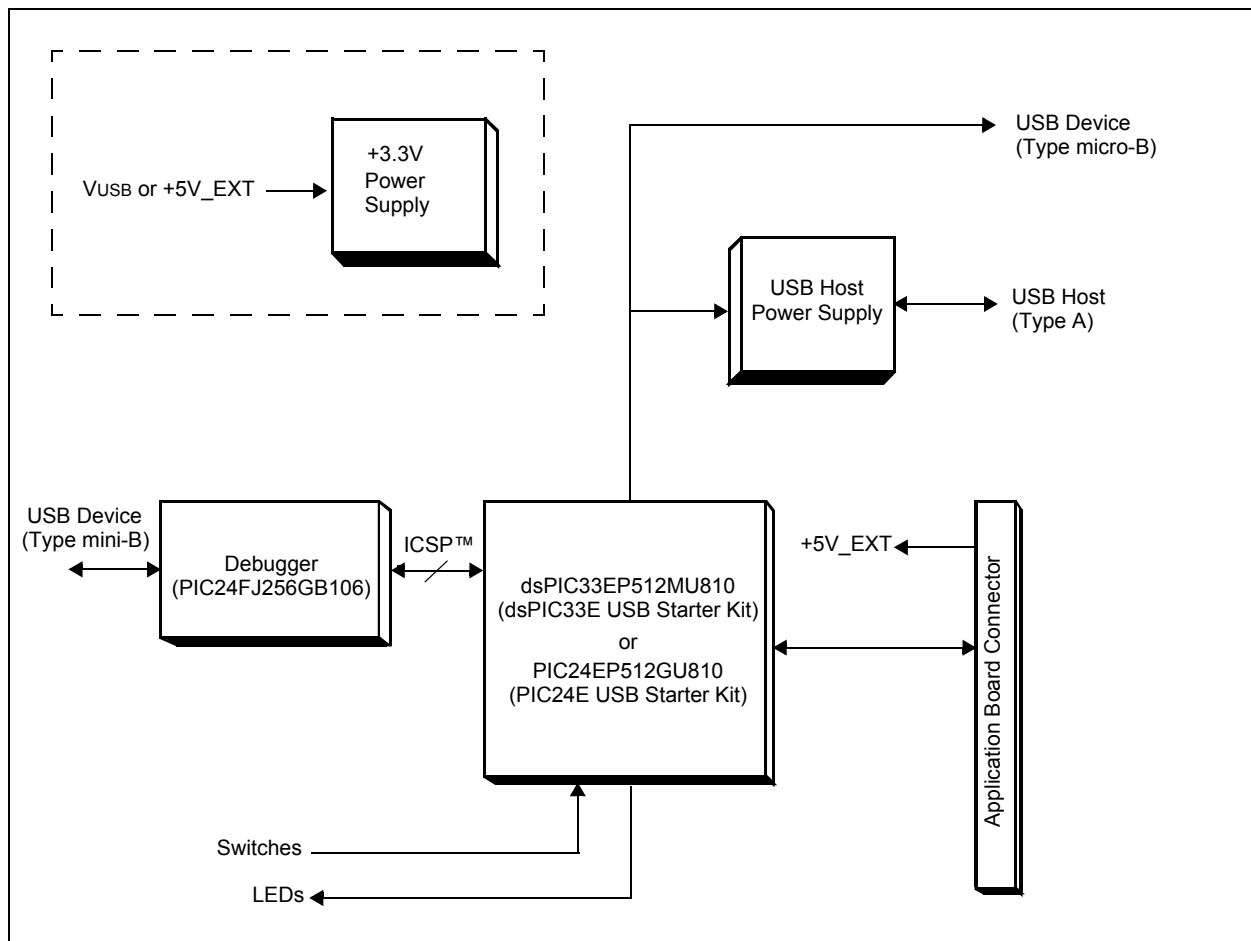 +3.3V
Power
Supply
VUSB or +5V_EXT
USB Device
(Type micro-B)
USB Host
Power Supply
USB Host
(Type A)
USB Device
(Type mini-B)
Debugger
(PIC24FJ256GB106)
ICSP™
dsPIC33EP512MU810
(dsPIC33E USB Starter Kit)
or
PIC24EP512GU810
(PIC24E USB Starter Kit)
+5V_EXT
Application Board Connector
Switches
LEDs